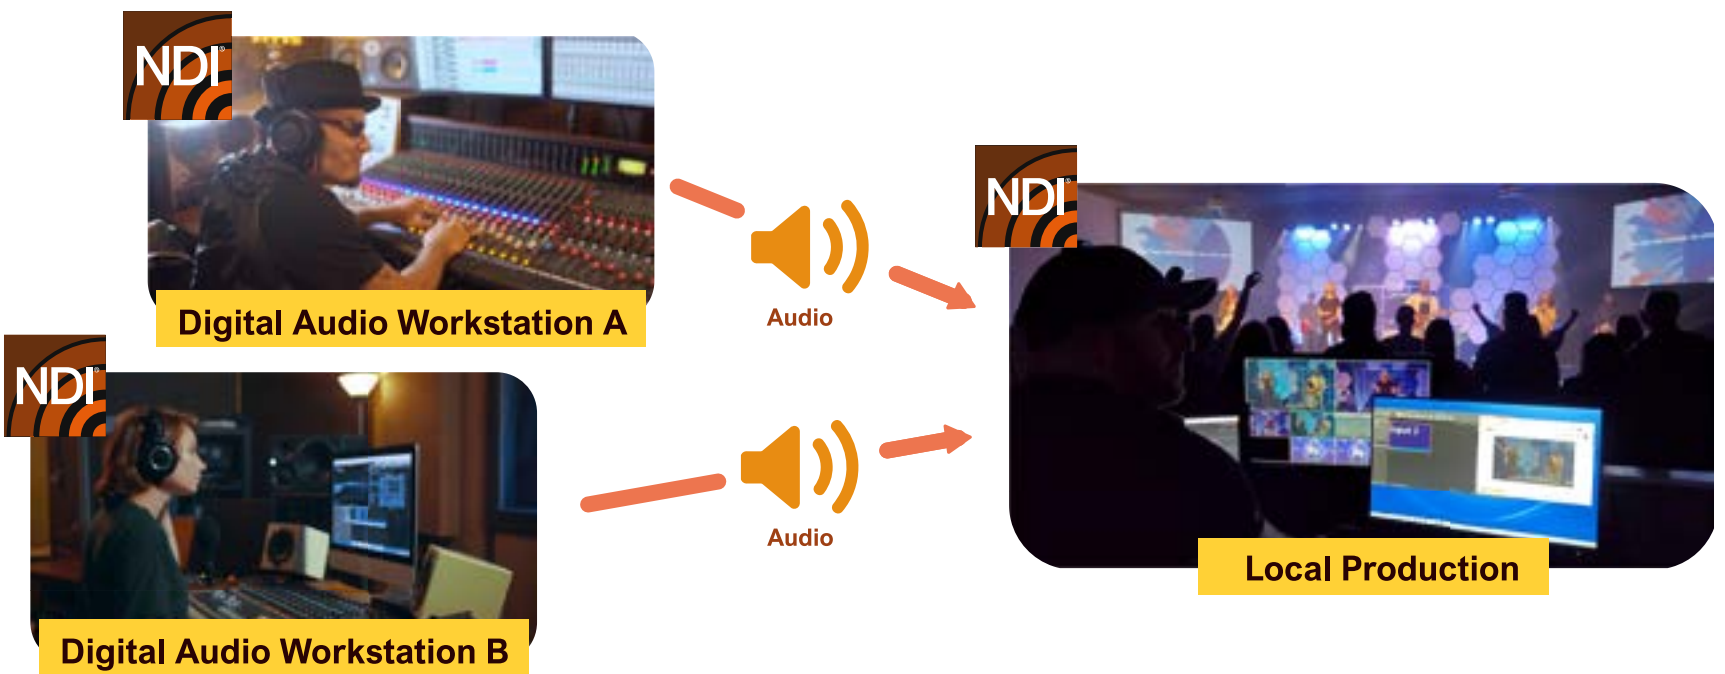 NDI®
Digital Audio Workstation A
Audio
NDI®
Local Production
NDI
Digital Audio Workstation B
Audio